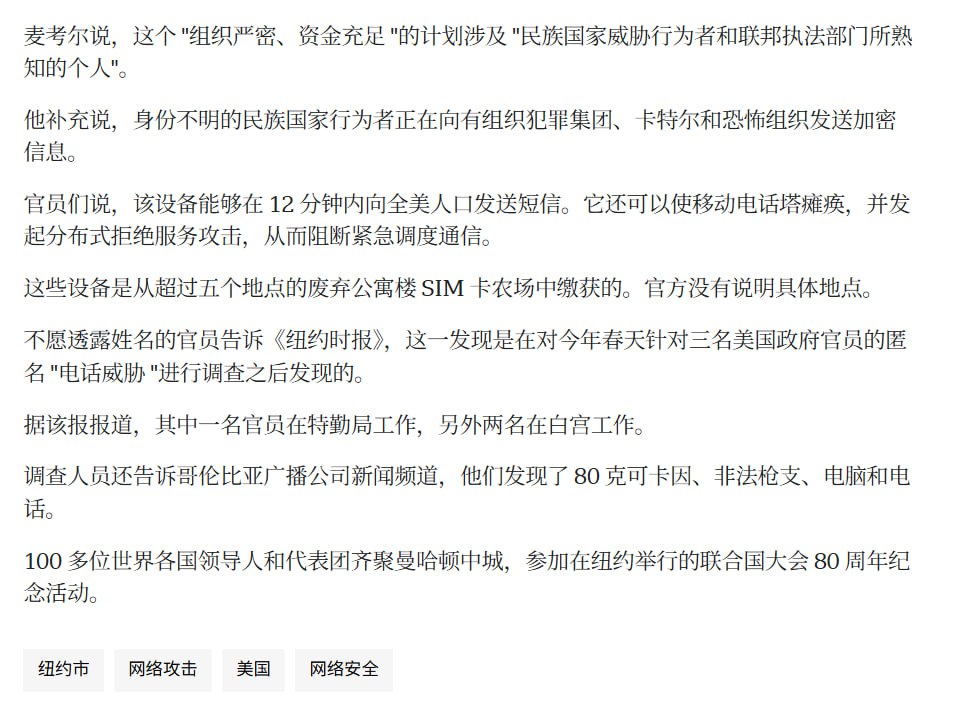 麦考尔说，这个 "组织严密、资金充足 "的计划涉及 "民族国家威胁行为者和联邦执法部门所熟
知的个人"。
他补充说，身份不明的民族国家行为者正在向有组织犯罪集团、卡特尔和恐怖组织发送加密
信息。
官员们说，该设备能够在 12 分钟内向全美人口发送短信。它还可以使移动电话塔瘫痪，并发
起分布式拒绝服务攻击，从而阻断紧急调度通信。
这些设备是从超过五个地点的废弃公寓楼 SIM 卡农场中缴获的。官方没有说明具体地点。
不愿透露姓名的官员告诉《纽约时报》，这一发现是在对今年春天针对三名美国政府官员的匿
名 "电话威胁 "进行调查之后发现的。
据该报报道，其中一名官员在特勤局工作，另外两名在白宫工作。
调查人员还告诉哥伦比亚广播公司新闻频道，他们发现了 80 克可卡因、非法枪支、电脑和电
话。
100 多位世界各国领导人和代表团齐聚曼哈顿中城，参加在纽约举行的联合国大会 80 周年纪
念活动。
纽约市 网络攻击 美国 网络安全